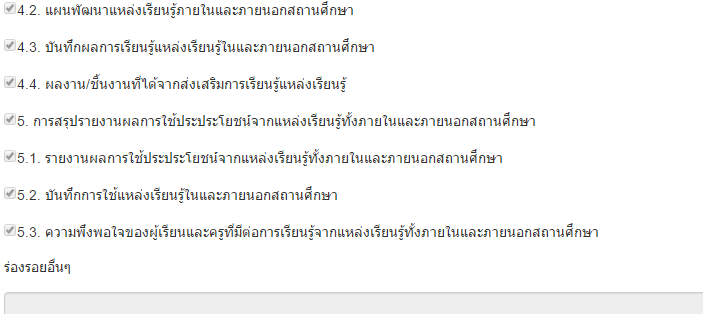 4.2. แผนพัฒนาแหล่งเรียนรู้ภายในและภายนอกสถานศึกษา
4.3. บันทึกผลการเรียนรู้แหล่งเรียนรู้ในและภายนอกสถานศึกษา
4.4. ผลงาน/ชิ้นงานที่ได้จากส่งเสริมการเรียนรู้แหล่งเรียนรู้
5. การสรุปรายงานผลการใช้ประประโยชน์จากแหล่งเรียนรู้ทั้งภายในและภายนอกสถานศึกษา
5.1. รายงานผลการใช้ประประโยชน์จากแหล่งเรียนรู้ทั้งภายในและภายนอกสถานศึกษา
5.2. บันทึกการใช้แหล่งเรียนรู้ในและภายนอกสถานศึกษา
5.3. ความพึงพอใจของผู้เรียนและครูที่มีต่อการเรียนรู้จากแหล่งเรียนรู้ทั้งภายในและภายนอกสถานศึกษา
ร่องรอยอื่นๆ